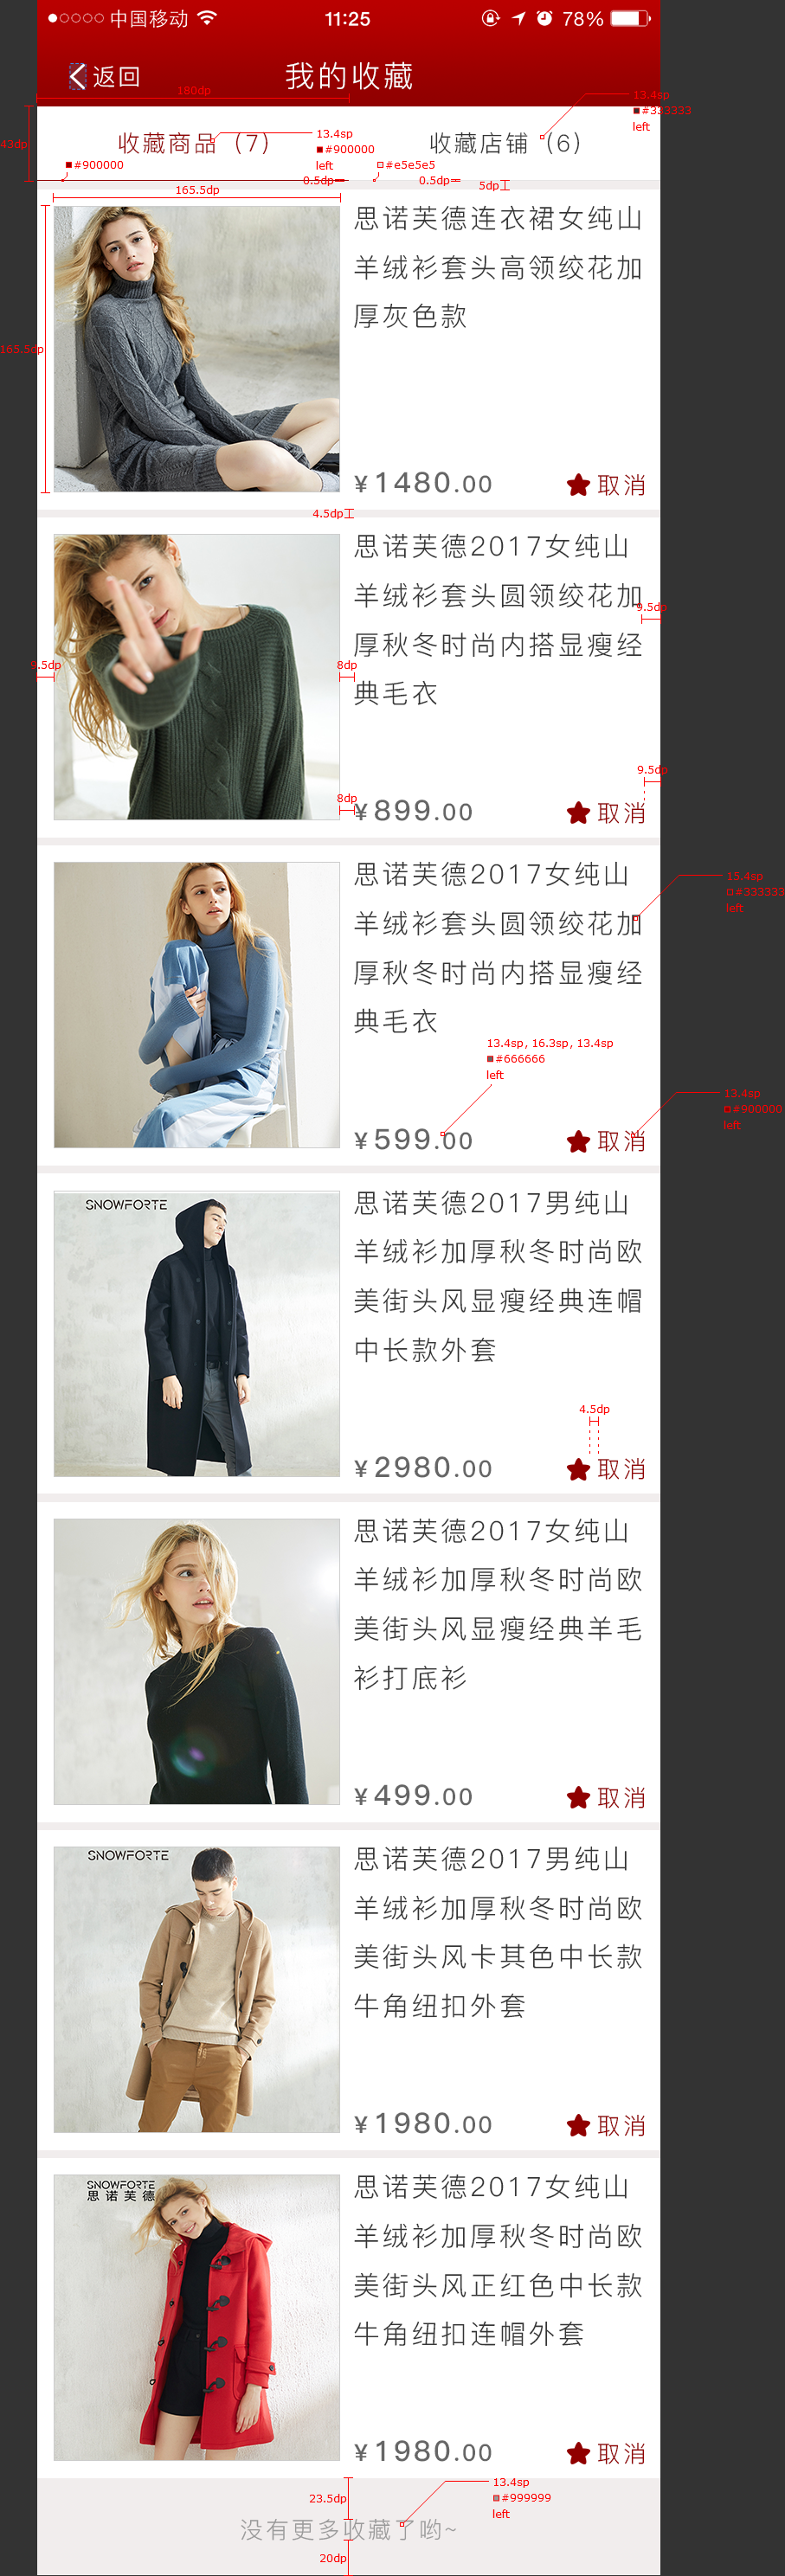 中国移动 11:25 78%
返回 我的收藏
180dp
13.4sp
#333333
left
43dp
收藏商品（7）
13.4sp
#900000
left
收藏店铺（6）
#900000
#e5e5e5
0.5dp
0.5dp
5dp
165.5dp
165.5dp
思诺芙德连衣裙女纯山
羊绒衫套头高领绞花加
厚灰色款
¥1480.00 取消
4.5dp
思诺芙德2017女纯山
羊绒衫套头圆领绞花加
厚秋冬时尚内搭显瘦经
典毛衣
9.5dp
9.5dp
8dp
9.5dp
8dp
¥899.00 取消
思诺芙德2017女纯山
羊绒衫套头圆领绞花加
厚秋冬时尚内搭显瘦经
典毛衣
15.4sp
#333333
left
13.4sp, 16.3sp, 13.4sp
#666666
left
13.4sp
#900000
left
¥599.00 取消
SNOWFORTE
思诺芙德2017男纯山
羊绒衫加厚秋冬时尚欧
美街头风显瘦经典连帽
中长款外套
4.5dp
¥2980.00 取消
思诺芙德2017女纯山
羊绒衫加厚秋冬时尚欧
美街头风显瘦经典羊毛
衫打底衫
¥499.00 取消
SNOWFORTE
思诺芙德2017男纯山
羊绒衫加厚秋冬时尚欧
美街头风卡其色中长款
牛角纽扣外套
¥1980.00 取消
SNOWFORTE
思诺芙德
思诺芙德2017女纯山
羊绒衫加厚秋冬时尚欧
美街头风正红色中长款
牛角纽扣连帽外套
¥1980.00 取消
23.5dp
13.4sp
#999999
left
没有更多收藏了哟~
20dp